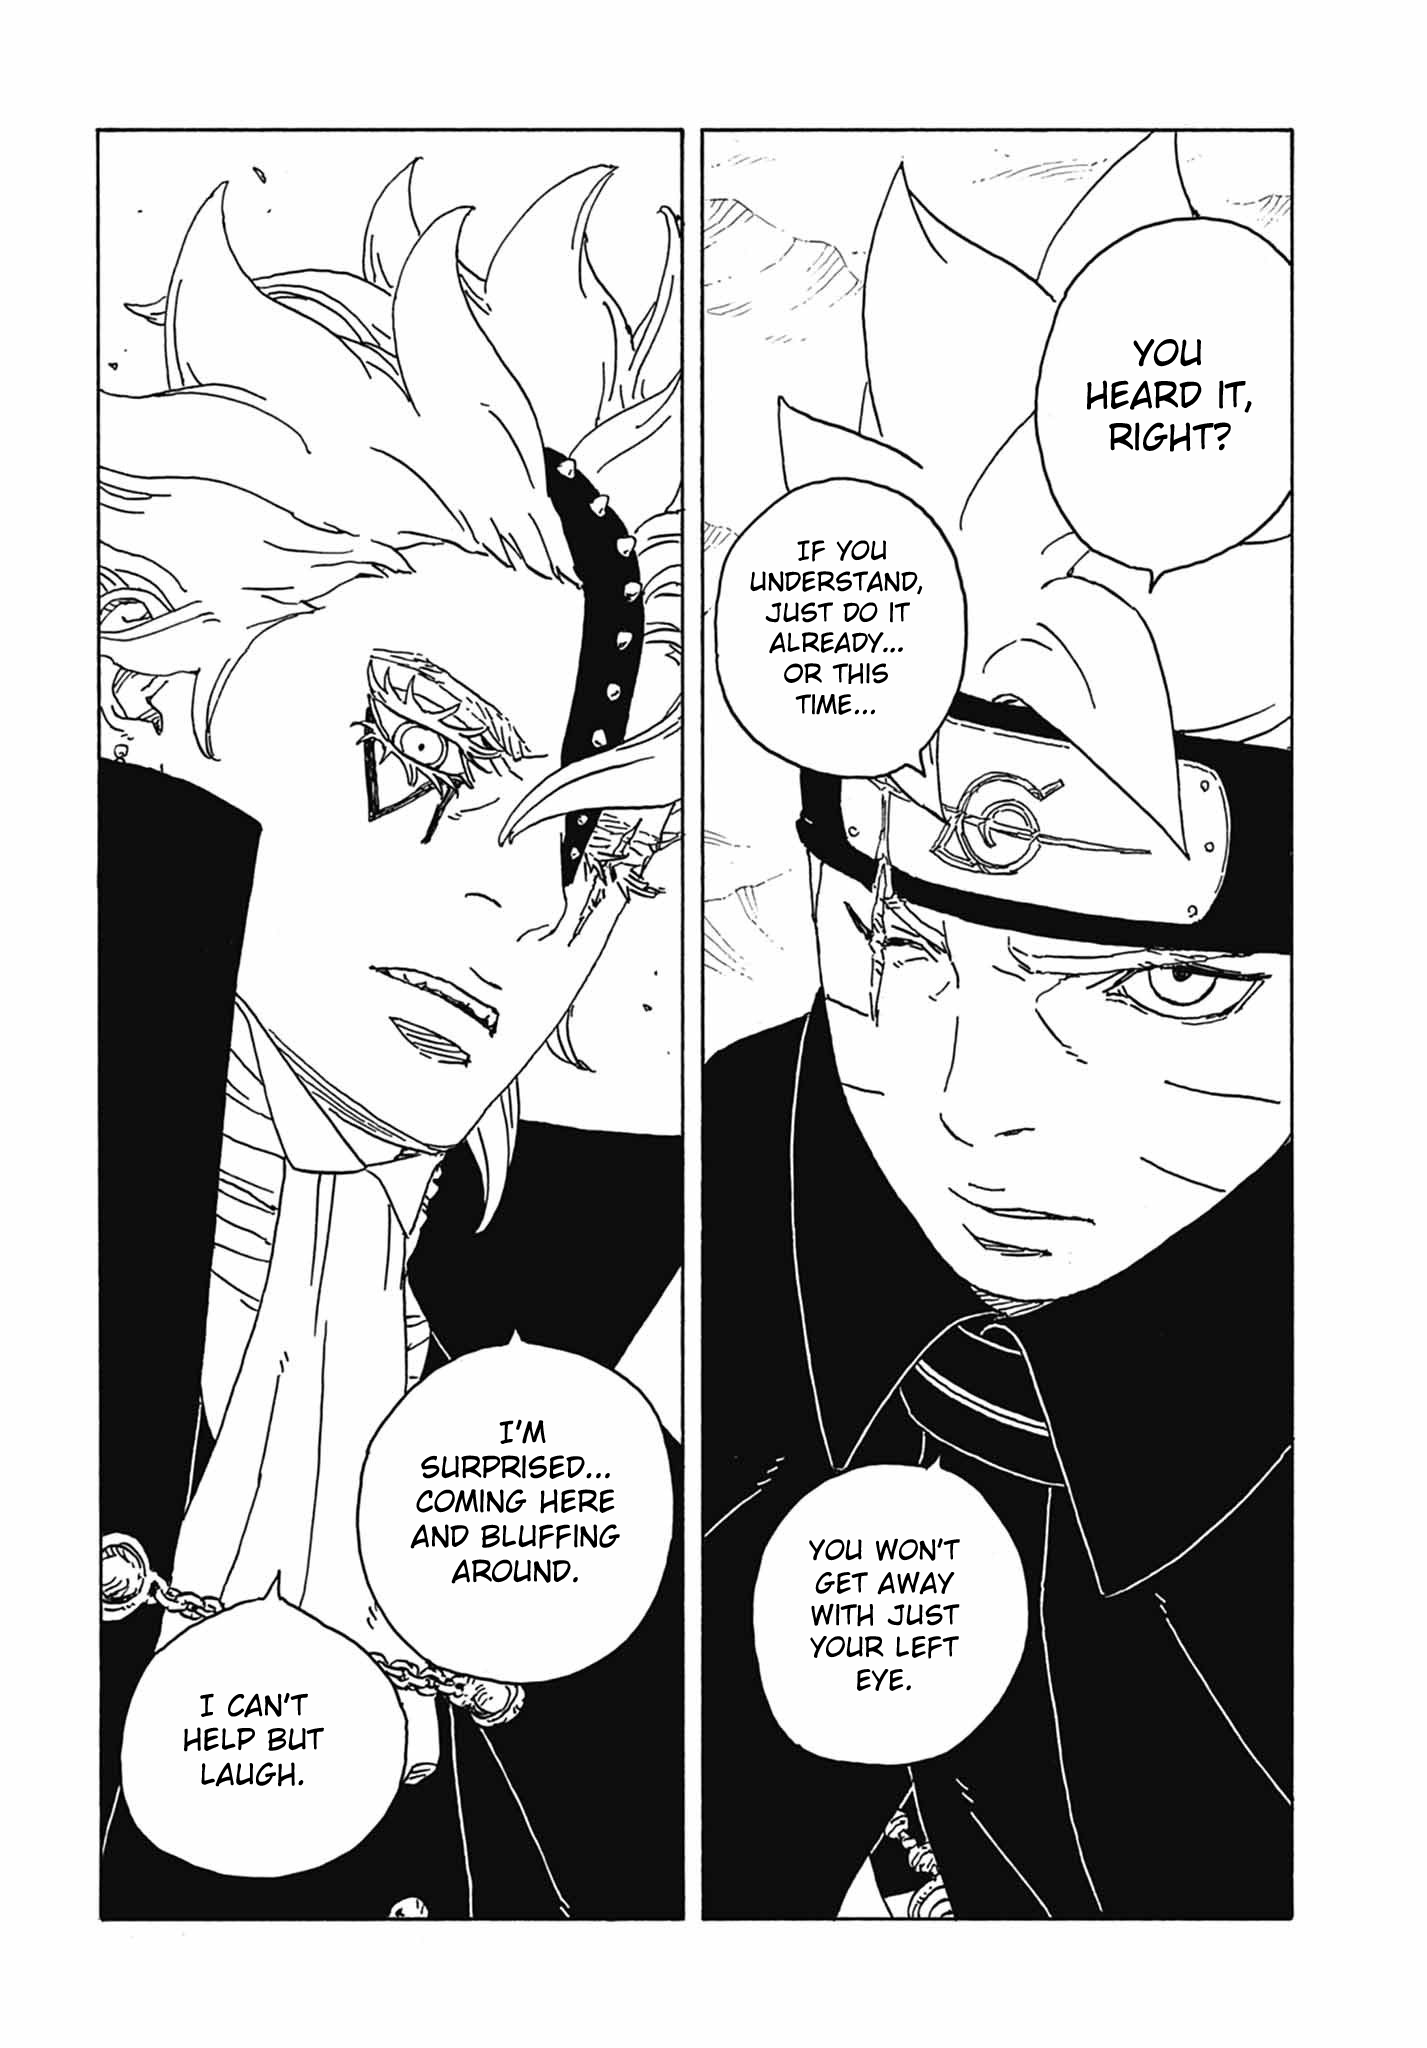 YOU
HEARD IT,
RIGHT?
IF YOU
UNDERSTAND,
JUST DO IT
ALREADY...
OR THIS
TIME...
YOU WON'T
GET AWAY
WITH JUST
YOUR LEFT
EYE.
I'M
SURPRISED...
COMING HERE
AND BLUFFING
AROUND.
I CAN'T
HELP BUT
LAUGH.